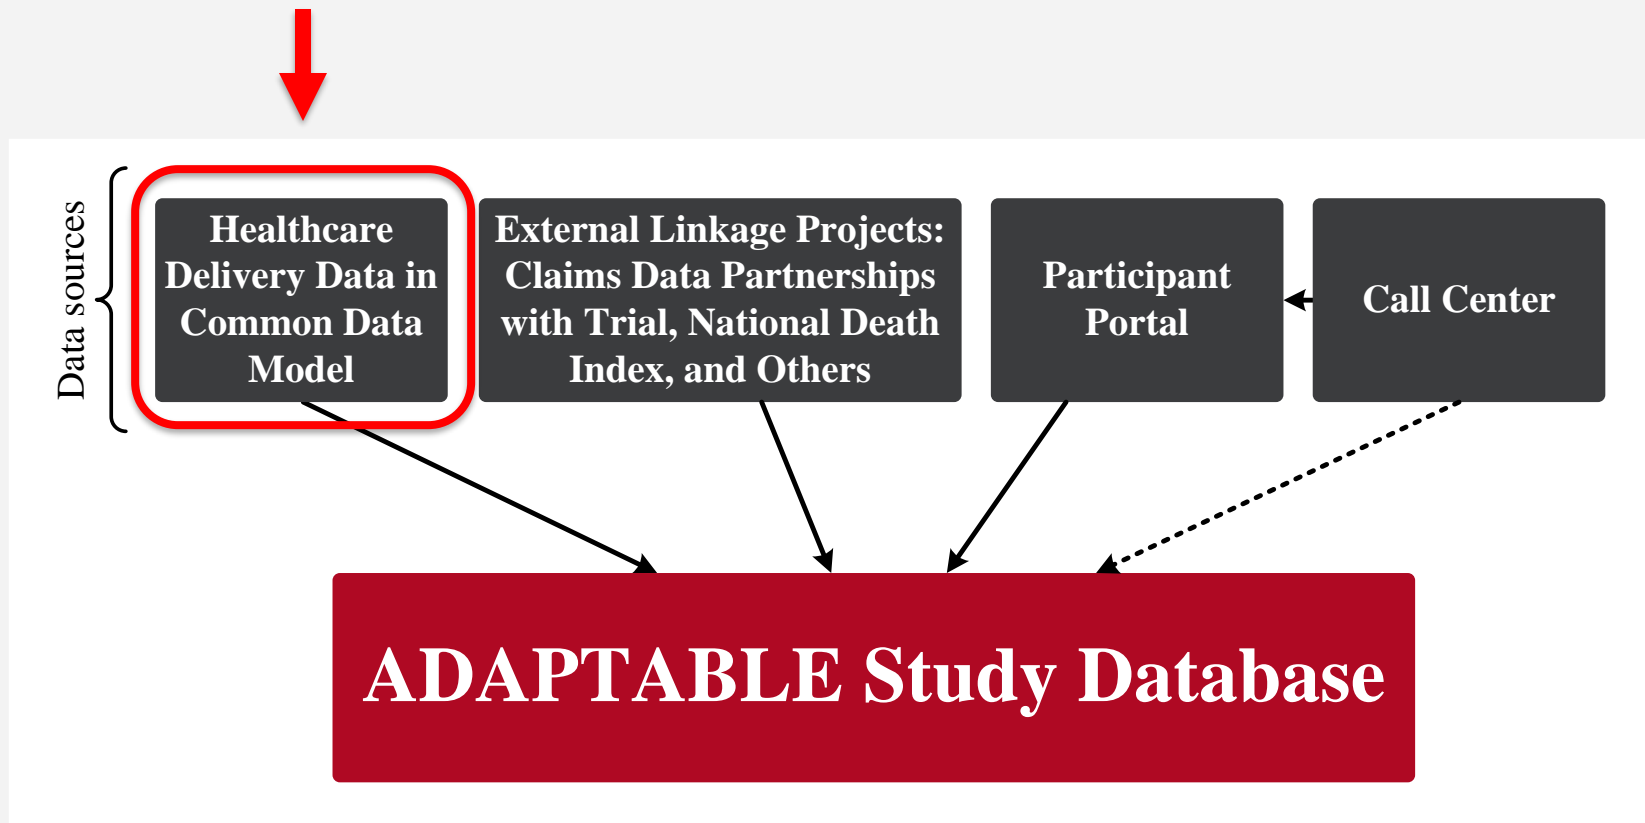 Data sources
Healthcare
Delivery Data in
Common Data
Model
External Linkage Projects:
Claims Data Partnerships
with Trial, National Death
Index, and Others
Participant
Portal
Call Center
ADAPTABLE Study Database